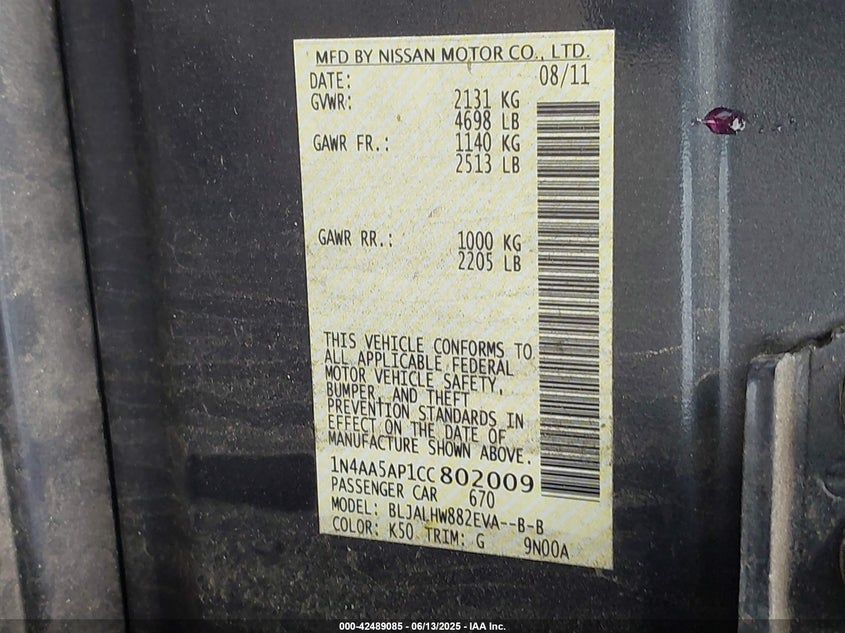 MFD BY NISSAN MOTOR CO., LTD.
DATE: 08/11
GVWR: 2131 KG
4698 LB
GAWR FR.: 1140 KG
2513 LB
GAWR RR.: 1000 KG
2205 LB
THIS VEHICLE CONFORMS TO
ALL APPLICABLE FEDERAL
MOTOR VEHICLE SAFETY,
BUMPER, AND THEFT
PREVENTION STANDARDS IN
EFFECT ON THE DATE OF
MANUFACTURE SHOWN ABOVE.
1N4AA5AP1CC802009
PASSENGER CAR 670
MODEL: BLJALHW882EVA--B-B
COLOR: K50 TRIM: G 9N00A
000-42489085 - 06/13/2025 - IAA Inc.